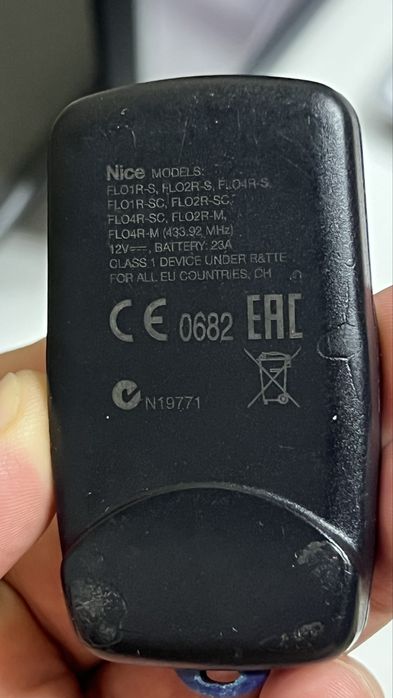 Nice MODELS:
FLO1R-S, FLO2R-S, FLO4R-S,
FLO1R-SC, FLO2R-SC,
FLO4R-SC, FLO2R-M,
FLO4R-M (433.92 MHz)
12V⎓, BATTERY: 23A
CLASS 1 DEVICE UNDER R&TTE
FOR ALL EU COUNTRIES, CH
CE 0682 EAC
N19771